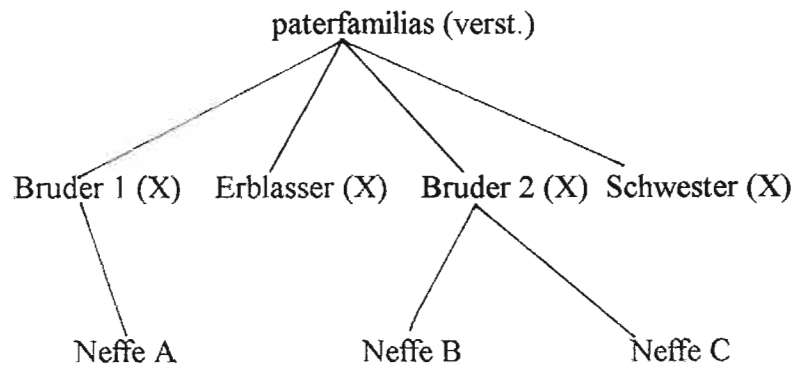 paterfamilias (verst.)
Bruder 1 (X) Erblasser (X) Bruder 2 (X) Schwester (X)
Neffe A Neffe B Neffe C